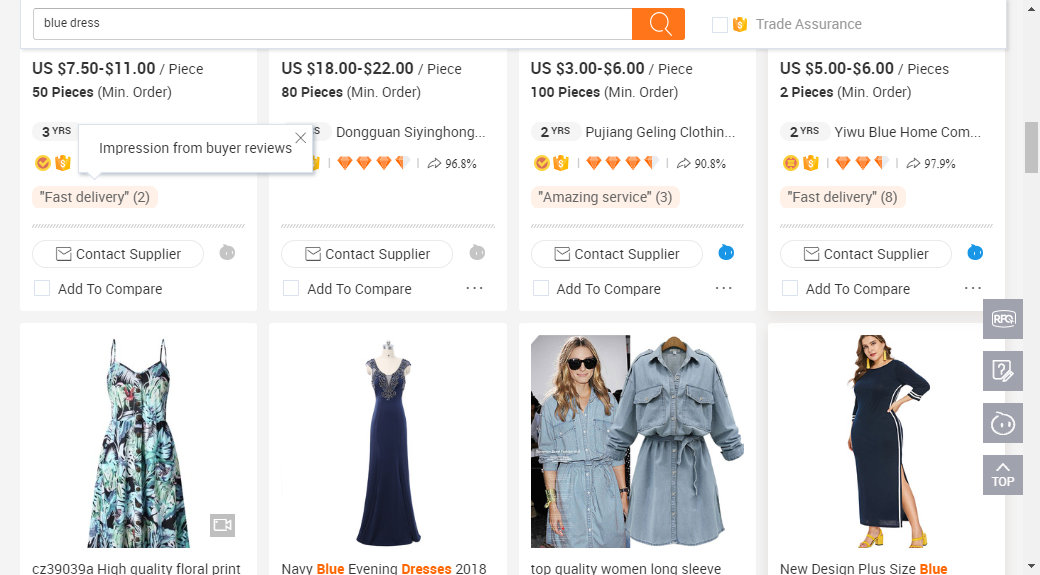 blue dress
Trade Assurance
US $7.50-$11.00 / Piece
50 Pieces (Min. Order)
US $18.00-$22.00 / Piece
80 Pieces (Min. Order)
US $3.00-$6.00 / Piece
100 Pieces (Min. Order)
US $5.00-$6.00 / Pieces
2 Pieces (Min. Order)
3 YRS
Impression from buyer reviews
Dongguan Siyinghong...
2 YRS Pujiang Geling Clothin...
2 YRS Yiwu Blue Home Com...
96.8%
90.8%
97.9%
"Fast delivery" (2)
"Amazing service" (3)
"Fast delivery" (8)
Contact Supplier
Contact Supplier
Contact Supplier
Contact Supplier
Add To Compare
Add To Compare ...
Add To Compare ...
Add To Compare ...
RFQ
TOP
cz39039a High quality floral print
Navy Blue Evening Dresses 2018
top quality women long sleeve
New Design Plus Size Blue